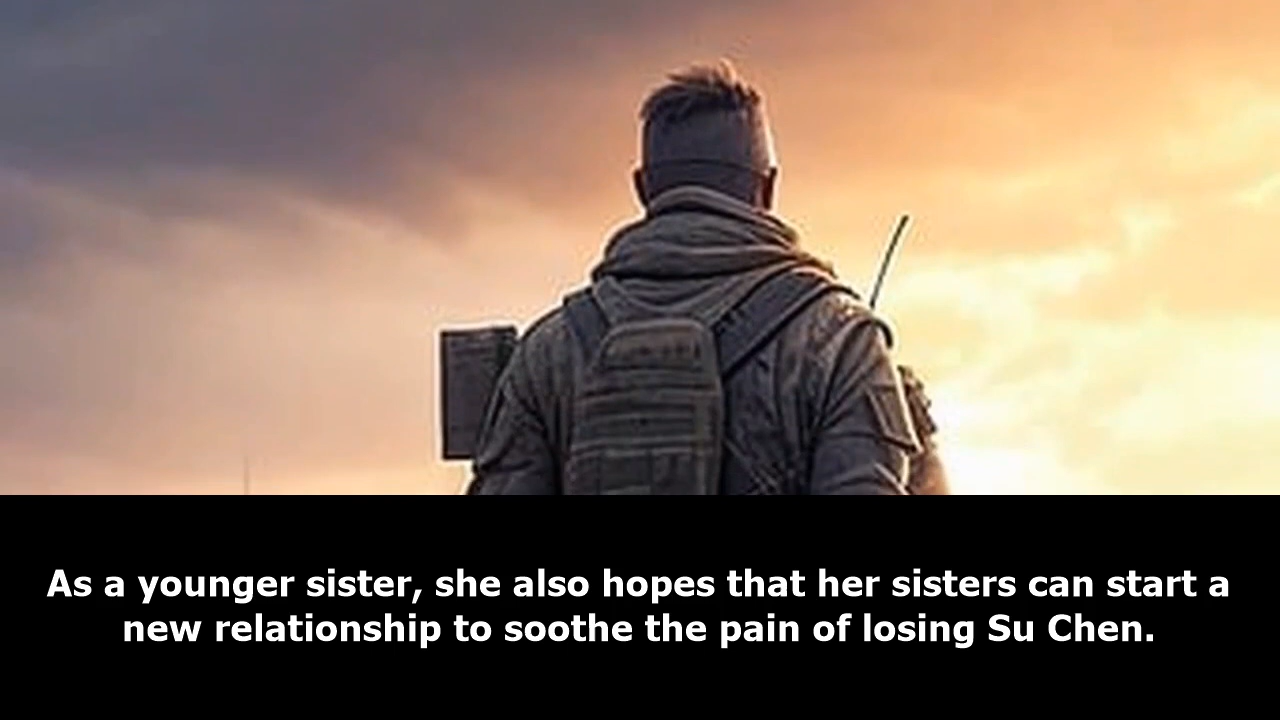 As a younger sister, she also hopes that her sisters can start a
new relationship to soothe the pain of losing Su Chen.